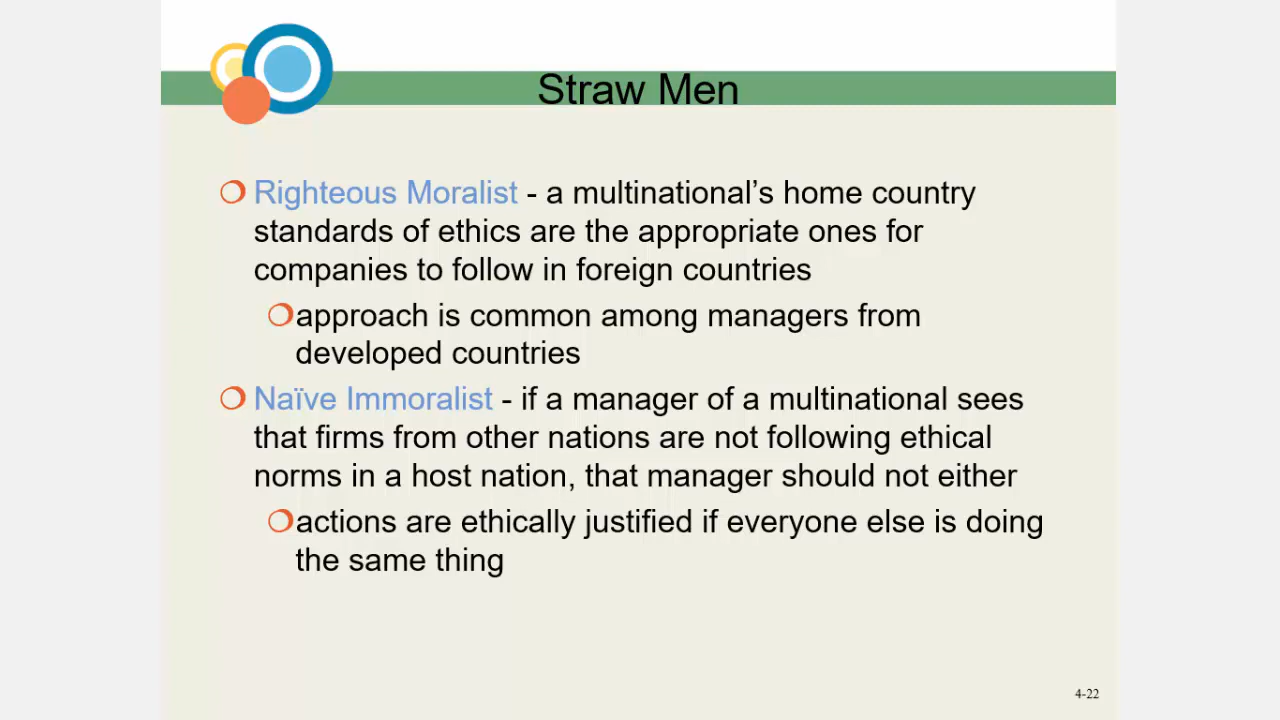 Straw Men
Righteous Moralist - a multinational’s home country
standards of ethics are the appropriate ones for
companies to follow in foreign countries
approach is common among managers from
developed countries
Naïve Immoralist - if a manager of a multinational sees
that firms from other nations are not following ethical
norms in a host nation, that manager should not either
actions are ethically justified if everyone else is doing
the same thing
4-22